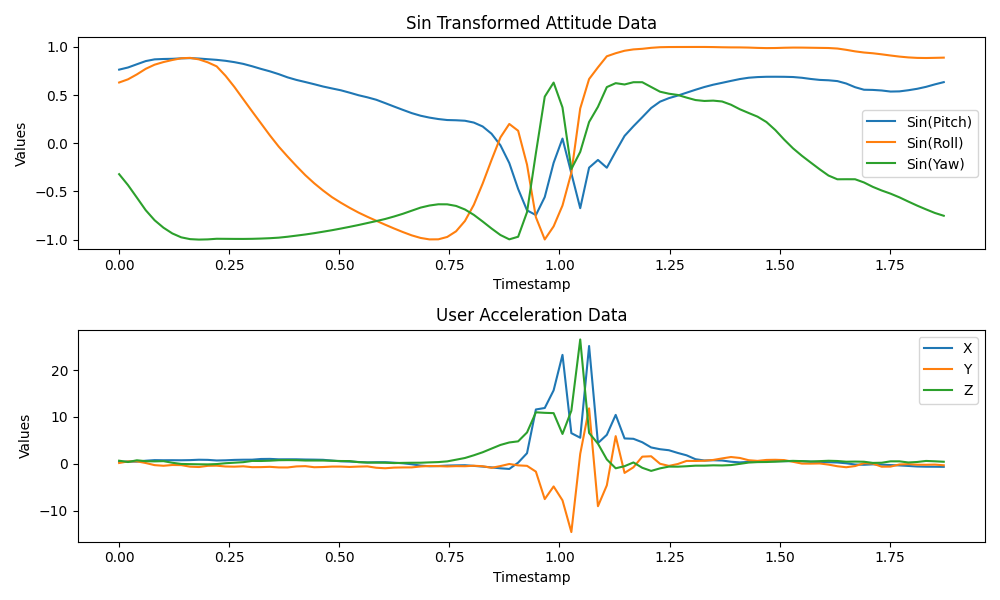 Sin Transformed Attitude Data
1.0
0.5
0.0
−0.5
−1.0
Values
Sin(Pitch)
Sin(Roll)
Sin(Yaw)
0.00 0.25 0.50 0.75 1.00 1.25 1.50 1.75
Timestamp
User Acceleration Data
20
10
0
−10
Values
X
Y
Z
0.00 0.25 0.50 0.75 1.00 1.25 1.50 1.75
Timestamp